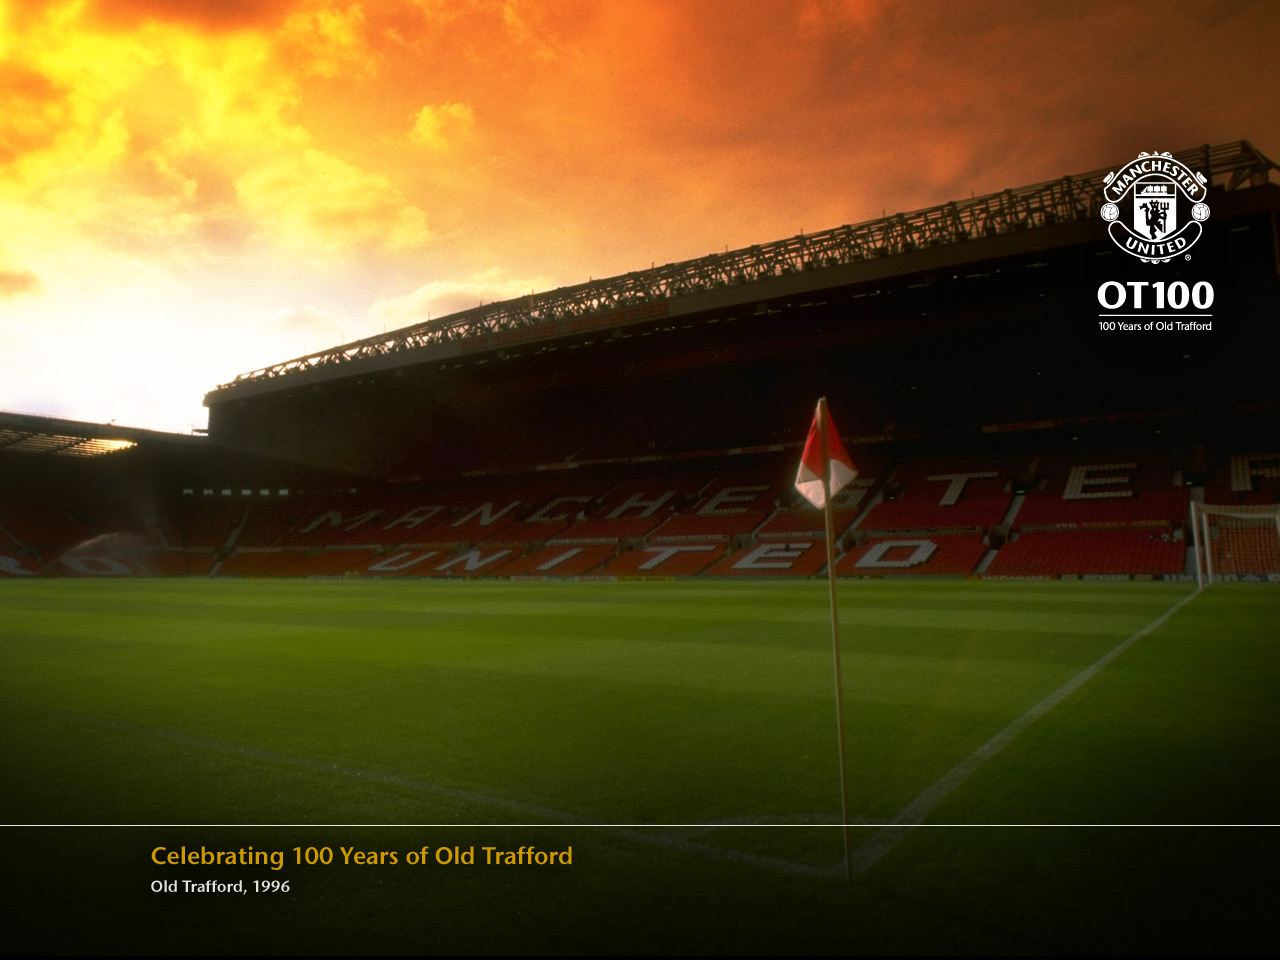 MANCHESTER
UNITED
OT100
100 Years of Old Trafford
UMBRO
MANCHESTER
UNITED
Celebrating 100 Years of Old Trafford
Old Trafford, 1996